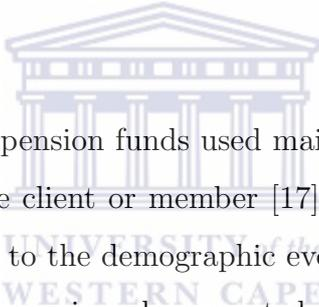 pension funds used mai
e client or member [17]
UNIVERSITY of the
to the demographic eve
WESTERN CAPE